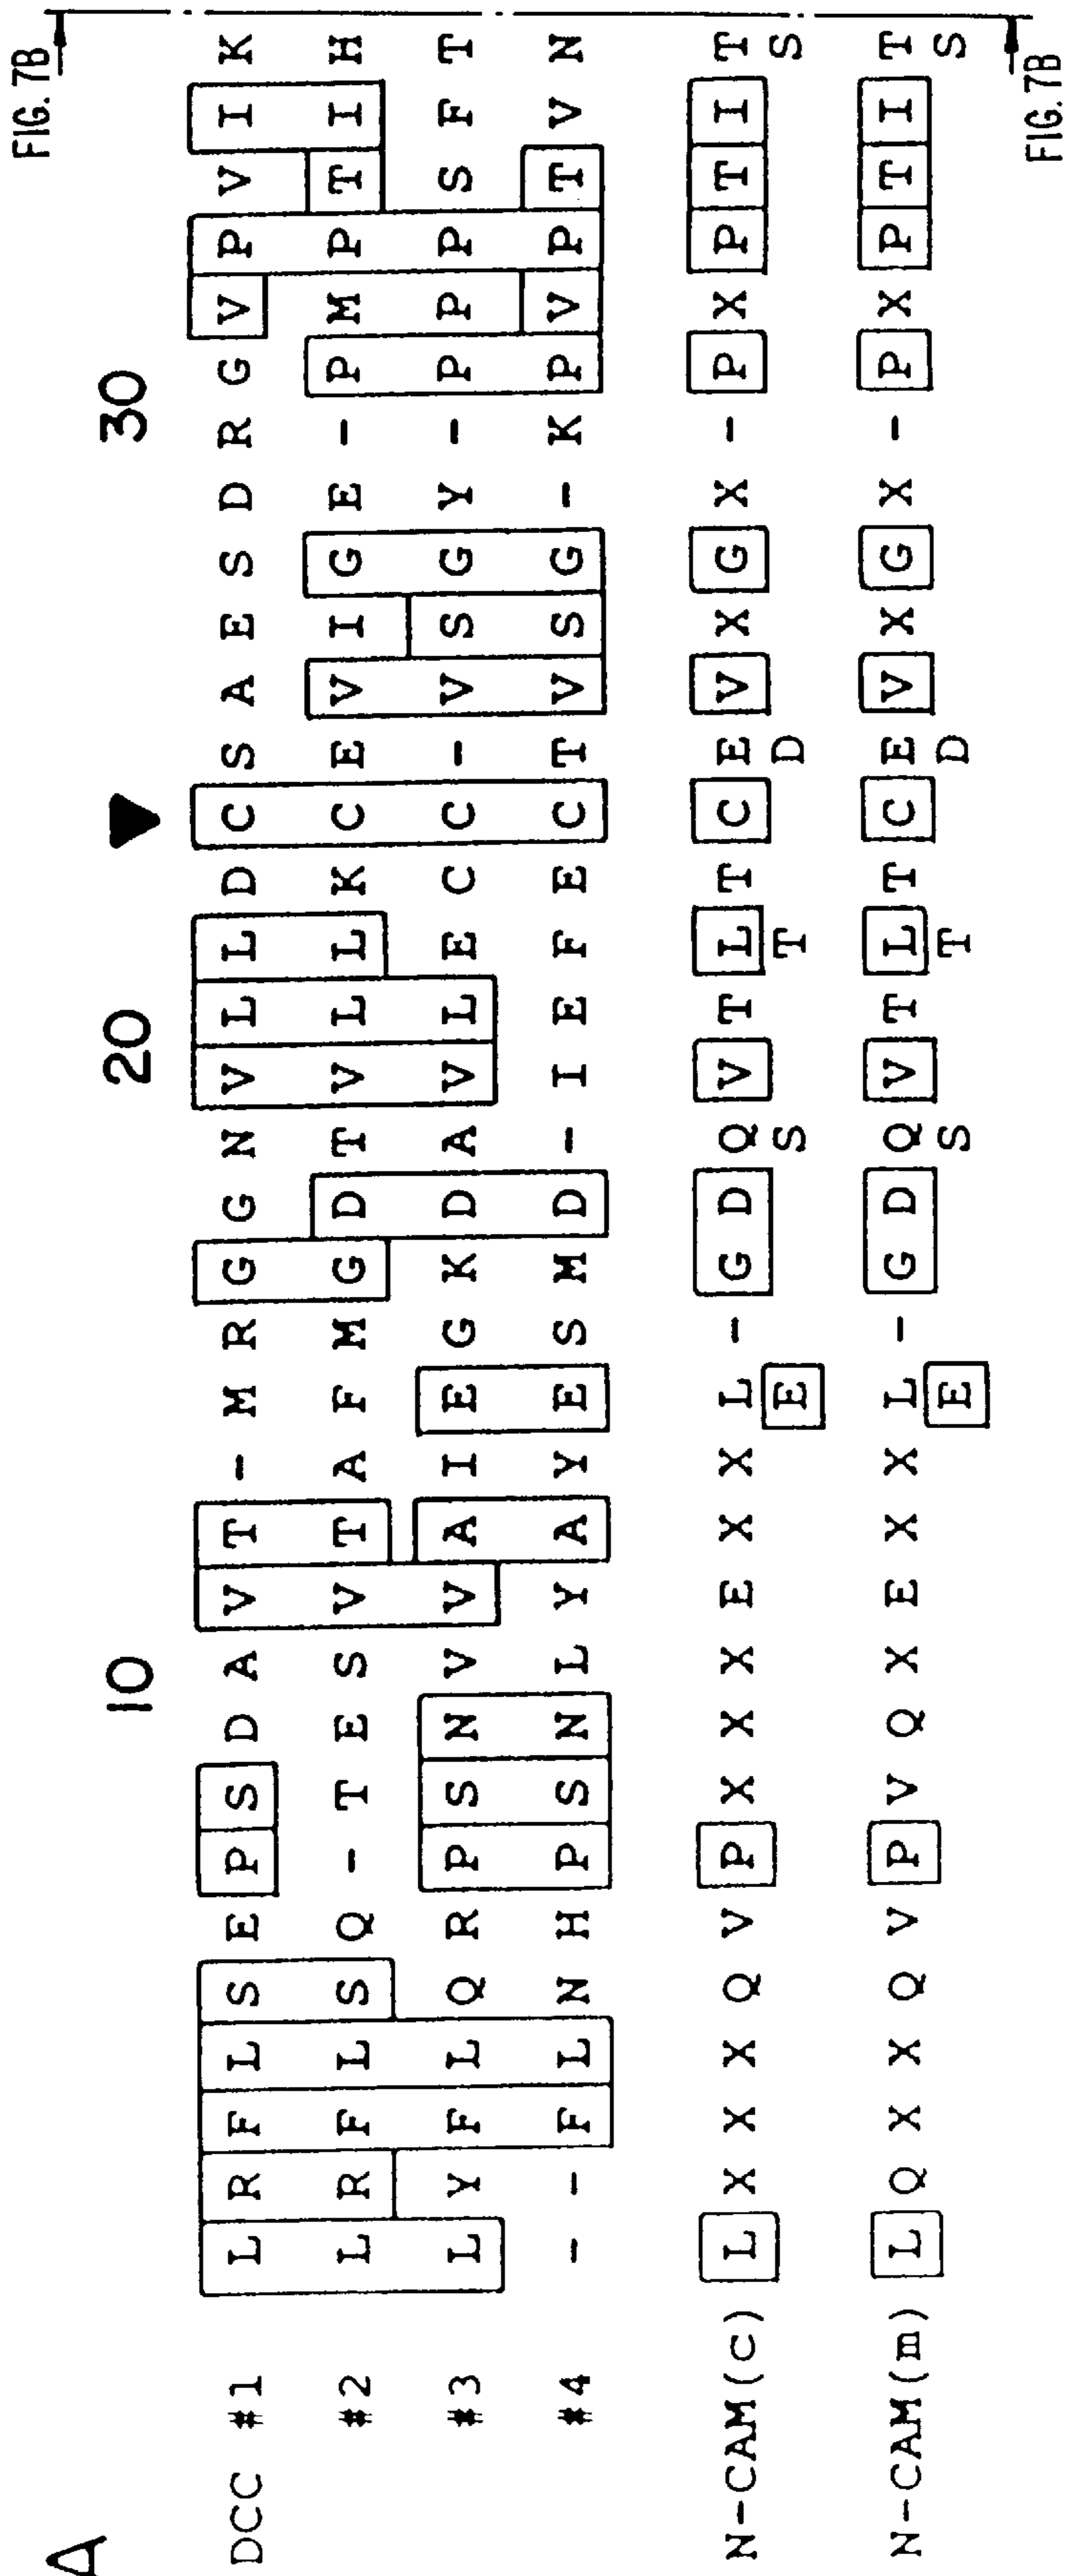 A
FIG. 7B
10 20 30
DCC #1 L R F L S E P S D A V T - M R G G N V L L D C S A E S D R G V P V I K
#2 L R F L S Q - T E S V T A F M G D T V L L K C E V I G E - P M P T I H
#3 L Y F L Q R P S N V V A I E G K D A V L E C C - V S G Y - P P P S F T
#4 - - F L N H P S N L Y A Y E S M D - I E F E C T V S G - K P V P T V N
N-CAM(c) L X X X Q V P X X X E X X L - G D Q V T L T C E V X G X - P X P T I T
E S T D S
N-CAM(m) L Q X X Q V P V Q X E X X L - G D Q V T L T C E V X G X - P X P T I T
E S T D S
FIG. 7B